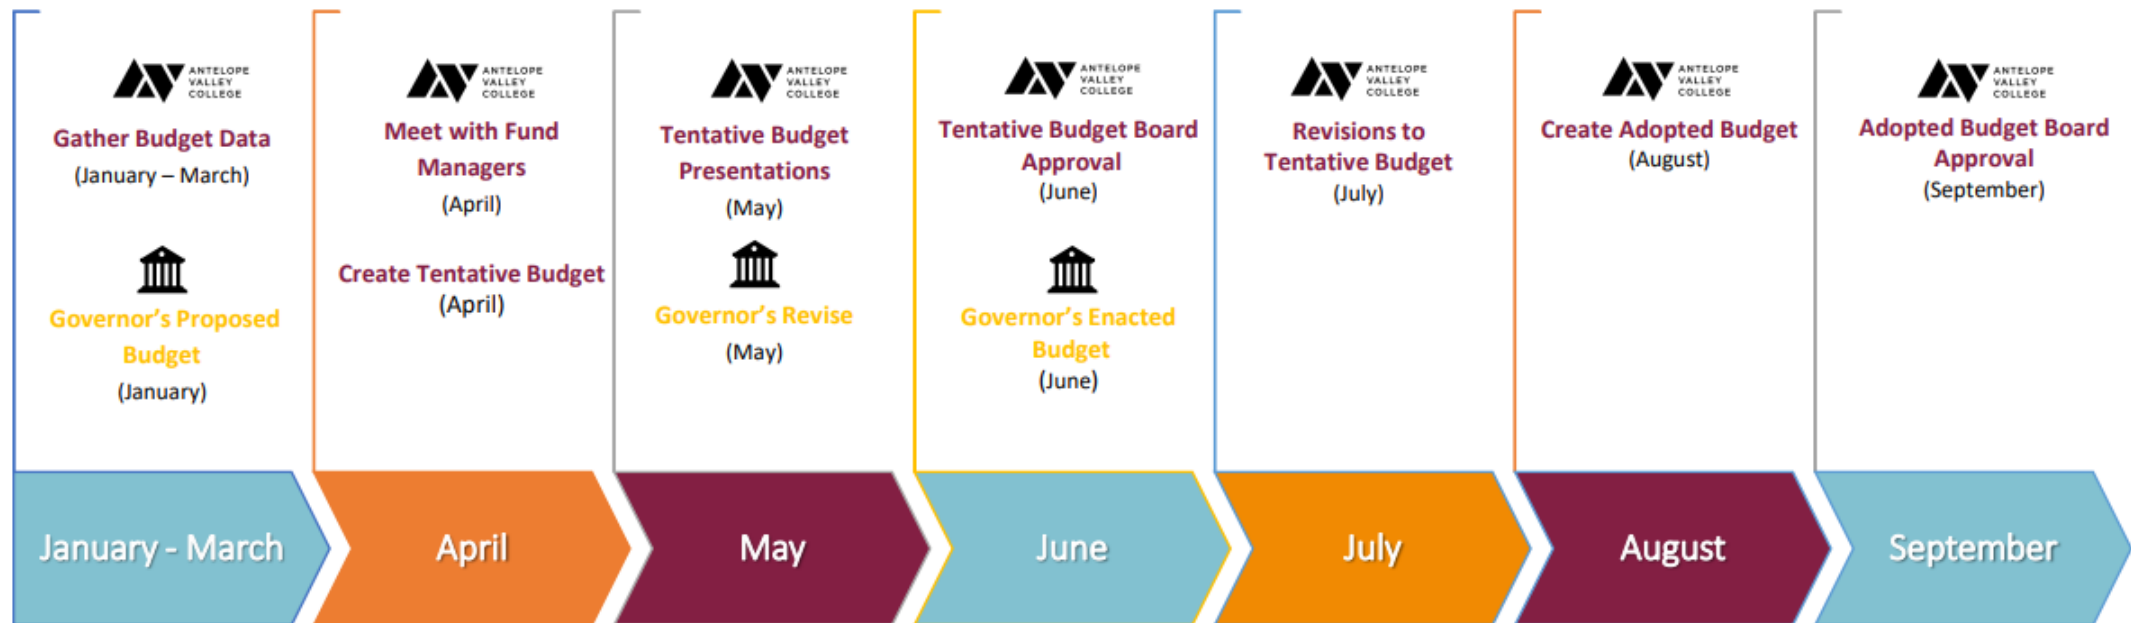 ANTELOPE
VALLEY
COLLEGE
Gather Budget Data
(January – March)
Governor's Proposed
Budget
(January)
ANTELOPE
VALLEY
COLLEGE
Meet with Fund
Managers
(April)
Create Tentative Budget
(April)
ANTELOPE
VALLEY
COLLEGE
Tentative Budget
Presentations
(May)
Governor's Revise
(May)
ANTELOPE
VALLEY
COLLEGE
Tentative Budget Board
Approval
(June)
Governor's Enacted
Budget
(June)
ANTELOPE
VALLEY
COLLEGE
Revisions to
Tentative Budget
(July)
ANTELOPE
VALLEY
COLLEGE
Create Adopted Budget
(August)
ANTELOPE
VALLEY
COLLEGE
Adopted Budget Board
Approval
(September)
January - March
April
May
June
July
August
September